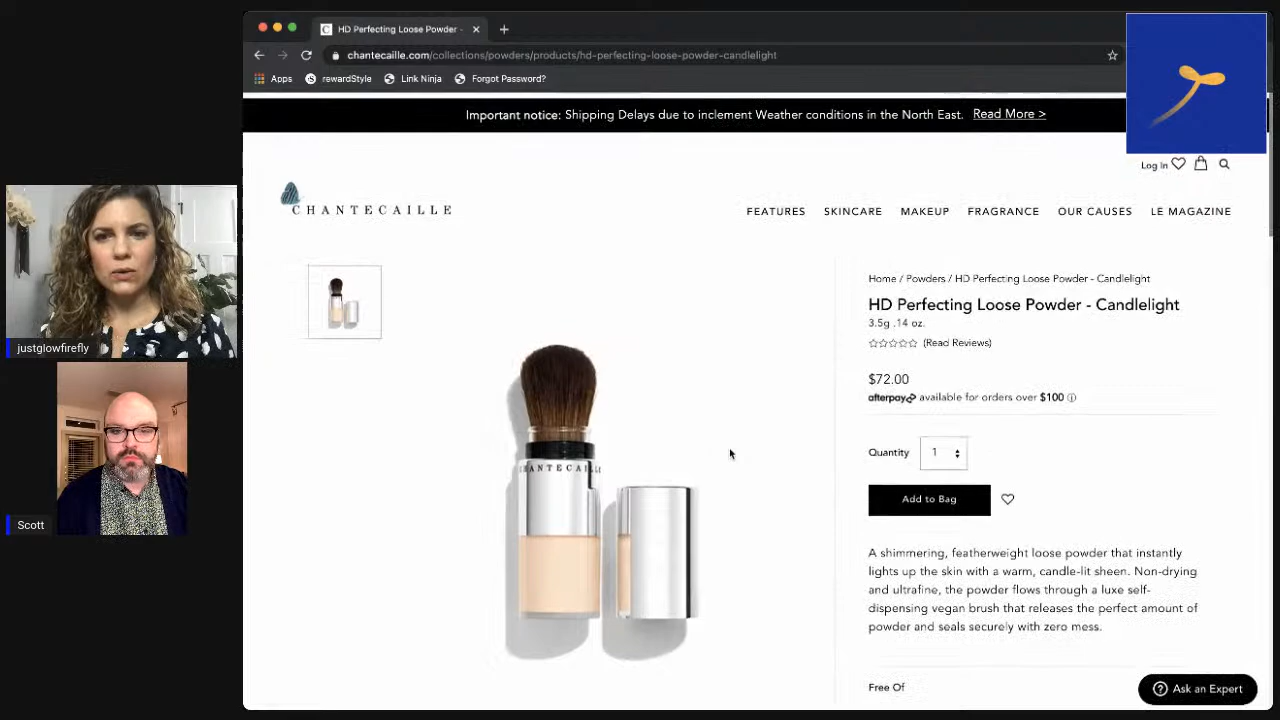 HD Perfecting Loose Powder -
chantecaille.com/collections/powders/products/hd-perfecting-loose-powder-candlelight
Apps rewardStyle Link Ninja Forgot Password?
Important notice: Shipping Delays due to inclement Weather conditions in the North East. Read More >
Log In
CHANTECAILLE
FEATURES SKINCARE MAKEUP FRAGRANCE OUR CAUSES LE MAGAZINE
Home / Powders / HD Perfecting Loose Powder - Candlelight
HD Perfecting Loose Powder - Candlelight
3.5g .14 oz.
(Read Reviews)
$72.00
afterpay available for orders over $100
Quantity 1
Add to Bag
A shimmering, featherweight loose powder that instantly
lights up the skin with a warm, candle-lit sheen. Non-drying
and ultrafine, the powder flows through a luxe self-
dispensing vegan brush that releases the perfect amount of
powder and seals securely with zero mess.
Free Of
Ask an Expert
CHANTECAILLE
justglowfirefly
Scott